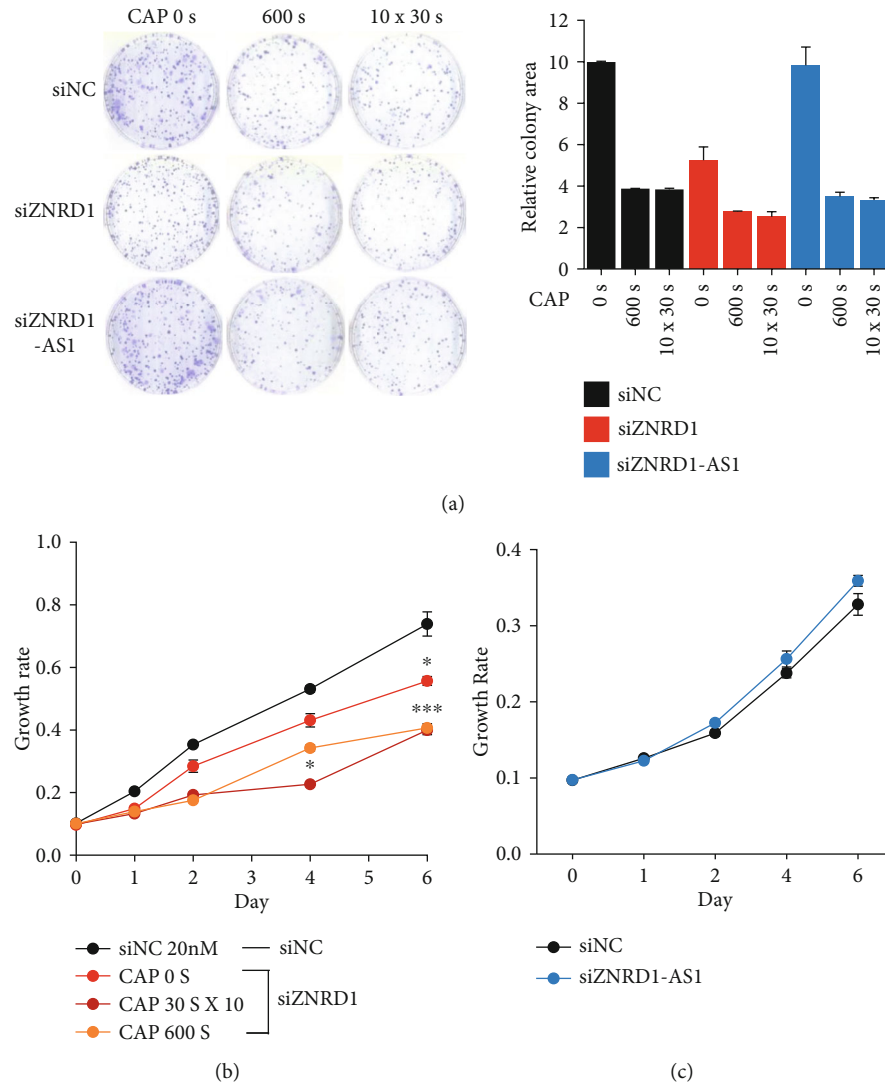 CAP 0 s 600 s 10 x 30 s
siNC
siZNRD1
siZNRD1
-AS1
Relative colony area
12
10
8
6
4
2
0
CAP
0 s 600 s 10 x 30 s 0 s 600 s 10 x 30 s 0 s 600 s 10 x 30 s
siNC
siZNRD1
siZNRD1-AS1
(a)
Growth rate
1.0
0.8
0.6
0.4
0.2
0.0
*
***
*
0 1 2 3 4 5 6
Day
siNC 20nM siNC
CAP 0 S
CAP 30 S X 10
CAP 600 S
siZNRD1
(b)
Growth Rate
0.4
0.3
0.2
0.1
0.0
0 1 2 4 6
Day
siNC
siZNRD1-AS1
(c)